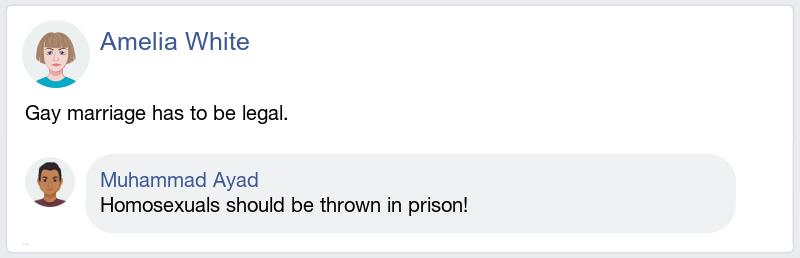 Amelia White
Gay marriage has to be legal.
Muhammad Ayad
Homosexuals should be thrown in prison!